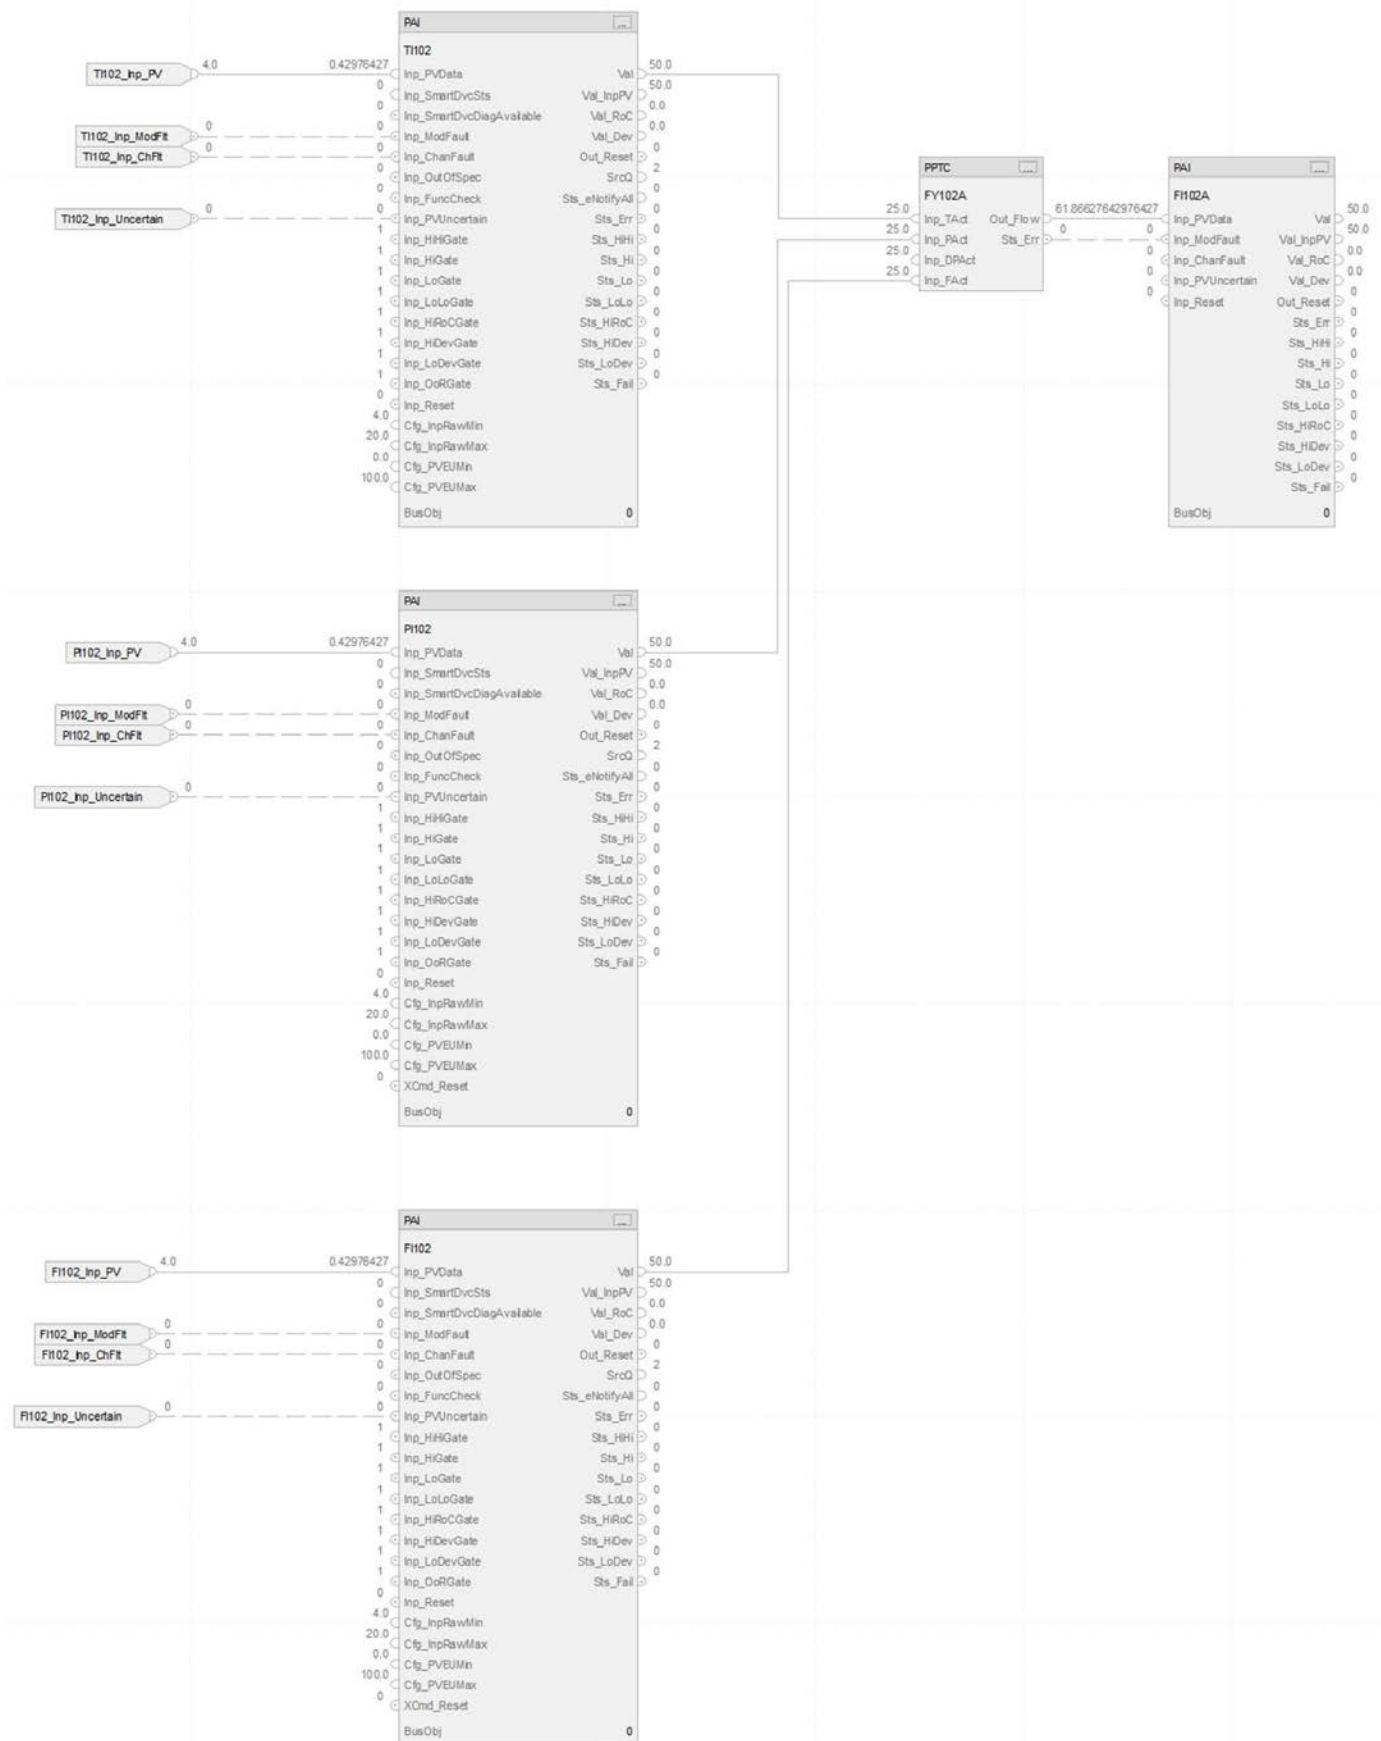 PAI ...
TI102
TI102_Inp_PV 4.0 0.42976427 Inp_PVData Val 50.0
0 Inp_SmartDvcSts Val_InpPV 50.0
0 Inp_SmartDvcDiagAvailable Val_RoC 0.0
TI102_Inp_ModFlt 0 0 Inp_ModFault Val_Dev 0.0
TI102_Inp_ChFlt 0 0 Inp_ChanFault Out_Reset 0
0 Inp_OutOfSpec SrcQ 2
0 Inp_FuncCheck Sts_eNotifyAll 0
TI102_Inp_Uncertain 0 0 Inp_PVUncertain Sts_Err 0
1 Inp_HiHiGate Sts_HiHi 0
1 Inp_HiGate Sts_Hi 0
1 Inp_LoGate Sts_Lo 0
1 Inp_LoLoGate Sts_LoLo 0
1 Inp_HiRoCGate Sts_HiRoC 0
1 Inp_HiDevGate Sts_HiDev 0
1 Inp_LoDevGate Sts_LoDev 0
1 Inp_OoRGate Sts_Fail 0
0 Inp_Reset
4.0 Cfg_InpRawMin
20.0 Cfg_InpRawMax
0.0 Cfg_PVEUMin
100.0 Cfg_PVEUMax
BusObj 0
PPTC ...
FY102A
25.0 Inp_TAct Out_Flow 61.86627642976427
25.0 Inp_PAct Sts_Err 0
25.0 Inp_DPAct
25.0 Inp_FAct
PAI ...
FI102A
Inp_PVData Val 50.0
0 Inp_ModFault Val_InpPV 50.0
0 Inp_ChanFault Val_RoC 0.0
0 Inp_PVUncertain Val_Dev 0.0
0 Inp_Reset Out_Reset 0
Sts_Err 0
Sts_HiHi 0
Sts_Hi 0
Sts_Lo 0
Sts_LoLo 0
Sts_HiRoC 0
Sts_HiDev 0
Sts_LoDev 0
Sts_Fail 0
BusObj 0
PAI ...
PI102
PI102_Inp_PV 4.0 0.42976427 Inp_PVData Val 50.0
0 Inp_SmartDvcSts Val_InpPV 50.0
0 Inp_SmartDvcDiagAvailable Val_RoC 0.0
PI102_Inp_ModFlt 0 0 Inp_ModFault Val_Dev 0.0
PI102_Inp_ChFlt 0 0 Inp_ChanFault Out_Reset 0
0 Inp_OutOfSpec SrcQ 2
0 Inp_FuncCheck Sts_eNotifyAll 0
PI102_Inp_Uncertain 0 0 Inp_PVUncertain Sts_Err 0
1 Inp_HiHiGate Sts_HiHi 0
1 Inp_HiGate Sts_Hi 0
1 Inp_LoGate Sts_Lo 0
1 Inp_LoLoGate Sts_LoLo 0
1 Inp_HiRoCGate Sts_HiRoC 0
1 Inp_HiDevGate Sts_HiDev 0
1 Inp_LoDevGate Sts_LoDev 0
1 Inp_OoRGate Sts_Fail 0
0 Inp_Reset
4.0 Cfg_InpRawMin
20.0 Cfg_InpRawMax
0.0 Cfg_PVEUMin
100.0 Cfg_PVEUMax
0 XCmd_Reset
BusObj 0
PAI ...
FI102
FI102_Inp_PV 4.0 0.42976427 Inp_PVData Val 50.0
0 Inp_SmartDvcSts Val_InpPV 50.0
0 Inp_SmartDvcDiagAvailable Val_RoC 0.0
FI102_Inp_ModFlt 0 0 Inp_ModFault Val_Dev 0.0
FI102_Inp_ChFlt 0 0 Inp_ChanFault Out_Reset 0
0 Inp_OutOfSpec SrcQ 2
0 Inp_FuncCheck Sts_eNotifyAll 0
FI102_Inp_Uncertain 0 0 Inp_PVUncertain Sts_Err 0
1 Inp_HiHiGate Sts_HiHi 0
1 Inp_HiGate Sts_Hi 0
1 Inp_LoGate Sts_Lo 0
1 Inp_LoLoGate Sts_LoLo 0
1 Inp_HiRoCGate Sts_HiRoC 0
1 Inp_HiDevGate Sts_HiDev 0
1 Inp_LoDevGate Sts_LoDev 0
1 Inp_OoRGate Sts_Fail 0
0 Inp_Reset
4.0 Cfg_InpRawMin
20.0 Cfg_InpRawMax
0.0 Cfg_PVEUMin
100.0 Cfg_PVEUMax
0 XCmd_Reset
BusObj 0